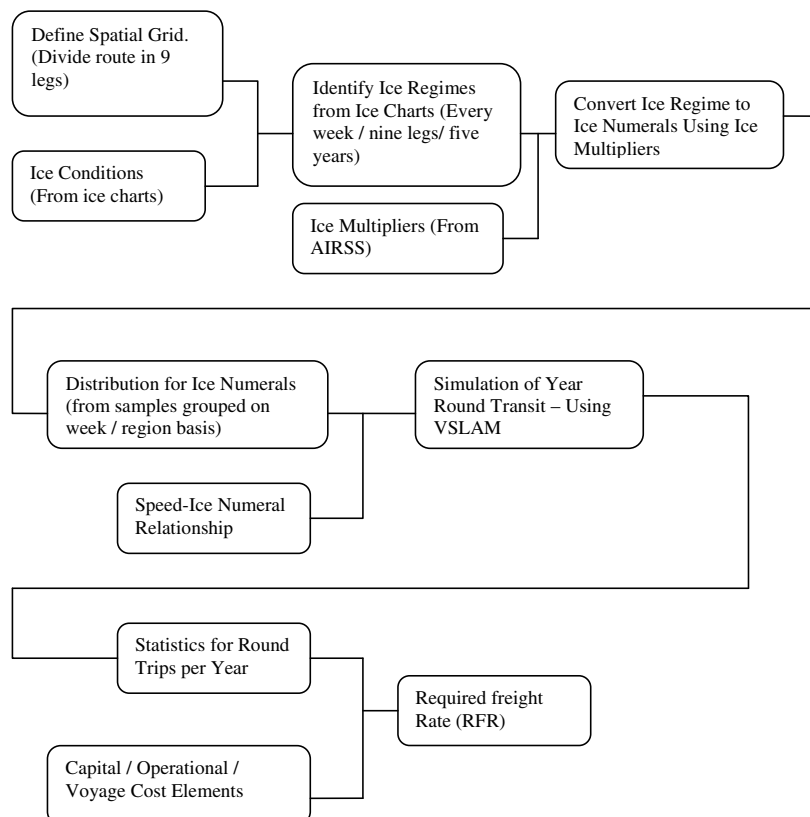 Define Spatial Grid.
(Divide route in 9
legs)
Ice Conditions
(From ice charts)
Identify Ice Regimes
from Ice Charts (Every
week / nine legs/ five
years)
Ice Multipliers (From
AIRSS)
Convert Ice Regime to
Ice Numerals Using Ice
Multipliers
Distribution for Ice Numerals
(from samples grouped on
week / region basis)
Speed-Ice Numeral
Relationship
Simulation of Year
Round Transit – Using
VSLAM
Statistics for Round
Trips per Year
Capital / Operational /
Voyage Cost Elements
Required freight
Rate (RFR)